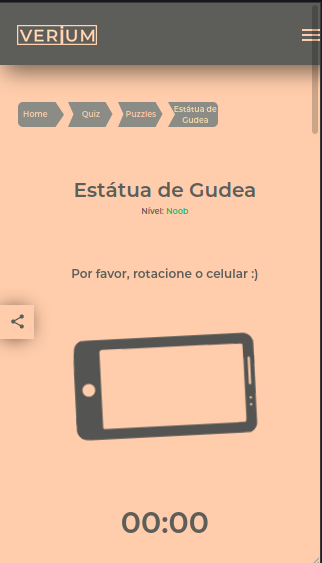 VERIUM
Home
Quiz
Puzzles
Estátua de
Gudea
Estátua de Gudea
Nível: Noob
Por favor, rotacione o celular :)
00:00